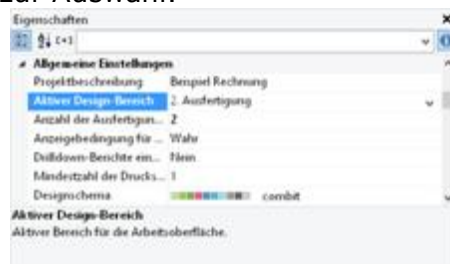 zur Auswahl.
Eigenschaften
Allgemeine Einstellungen
Projektbeschreibung Beispiel Rechnung
Aktiver Design-Bereich 2. Ausfertigung
Anzahl der Ausfertigun... 2
Anzeigebedingung für ... Wahr
Drilldown-Berichte ein... Nein
Mindestzahl der Drucks... 1
Designschema combit
Aktiver Design-Bereich
Aktiver Bereich für die Arbeitsoberfläche.